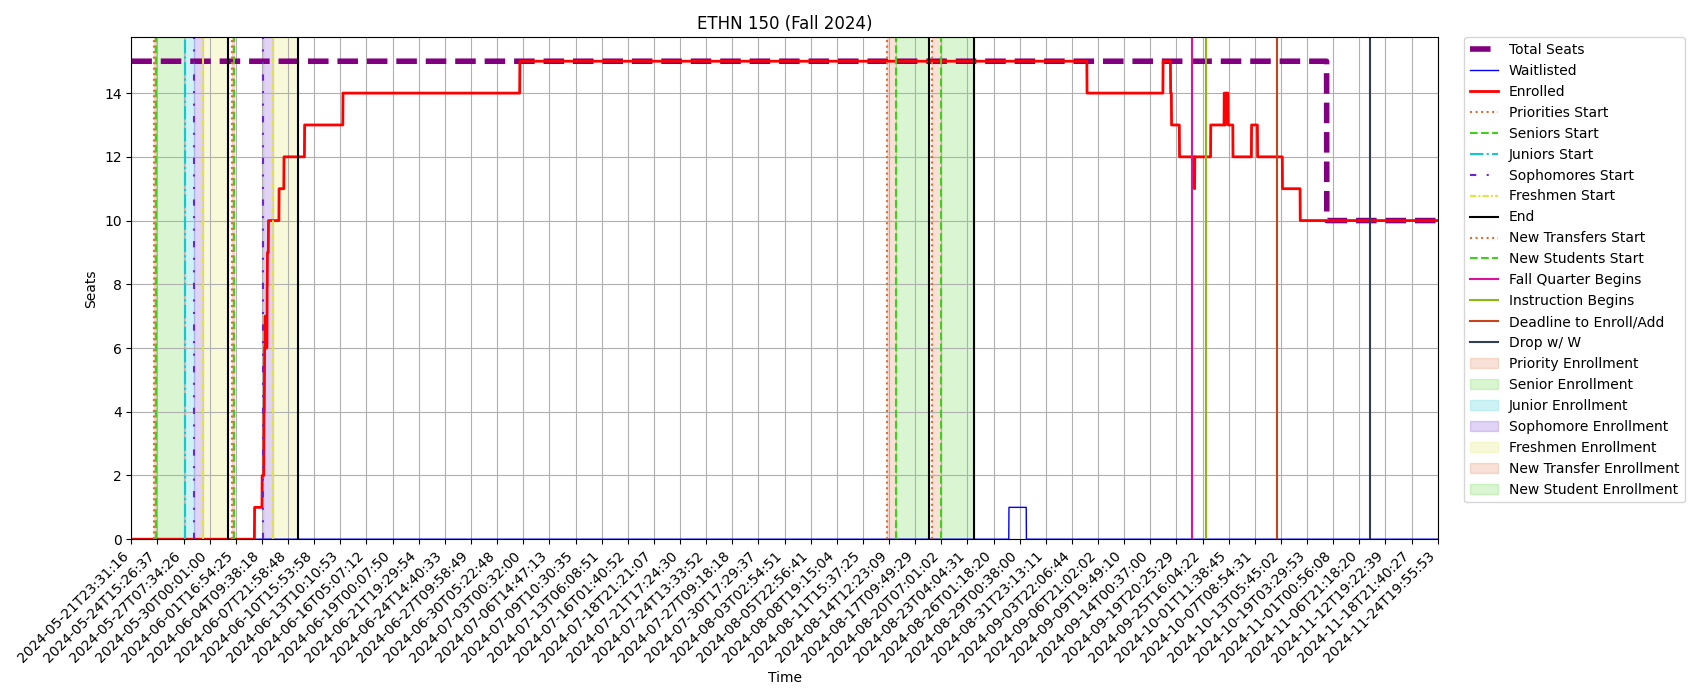 ETHN 150 (Fall 2024)
Total Seats
Waitlisted
Enrolled
Priorities Start
Seniors Start
Juniors Start
Sophomores Start
Freshmen Start
End
New Transfers Start
New Students Start
Fall Quarter Begins
Instruction Begins
Deadline to Enroll/Add
Drop w/ W
Priority Enrollment
Senior Enrollment
Junior Enrollment
Sophomore Enrollment
Freshmen Enrollment
New Transfer Enrollment
New Student Enrollment
Seats
14
12
10
8
6
4
2
0
2024-05-21T23:31:16
2024-05-24T15:26:37
2024-05-27T07:34:26
2024-05-30T00:01:00
2024-06-01T16:54:25
2024-06-04T09:38:18
2024-06-07T21:58:48
2024-06-10T15:53:58
2024-06-13T10:10:53
2024-06-16T05:07:12
2024-06-19T00:07:50
2024-06-21T19:29:54
2024-06-24T14:40:33
2024-06-27T09:58:49
2024-06-30T05:22:48
2024-07-03T00:32:00
2024-07-06T14:47:13
2024-07-09T10:30:35
2024-07-13T06:08:51
2024-07-16T01:40:52
2024-07-18T21:21:07
2024-07-21T17:24:30
2024-07-24T13:33:52
2024-07-27T09:18:18
2024-07-30T17:29:37
2024-08-03T02:54:51
2024-08-05T22:56:41
2024-08-08T19:15:04
2024-08-11T15:37:25
2024-08-14T12:23:09
2024-08-17T09:49:29
2024-08-20T07:01:02
2024-08-23T04:04:31
2024-08-26T01:18:20
2024-08-29T00:38:00
2024-08-31T23:13:11
2024-09-03T22:06:44
2024-09-06T21:02:02
2024-09-09T19:49:10
2024-09-14T00:37:00
2024-09-19T20:25:29
2024-09-25T16:04:22
2024-10-01T11:38:45
2024-10-07T08:54:31
2024-10-13T05:45:02
2024-10-19T03:29:53
2024-11-01T00:56:08
2024-11-06T21:18:20
2024-11-12T19:22:39
2024-11-18T21:40:27
2024-11-24T19:55:53
Time